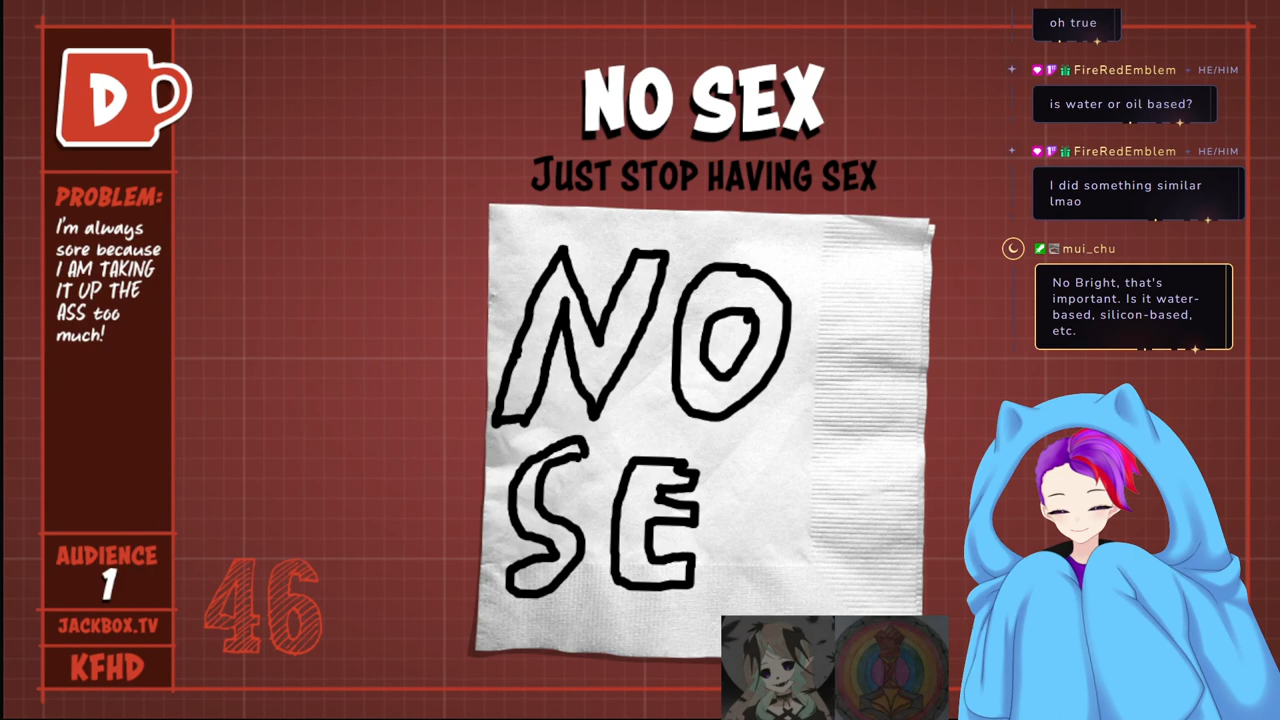 D
PROBLEM:
I'm always
sore because
I AM TAKING
IT UP THE
ASS too
much!
AUDIENCE
1
JACKBOX.TV
KFHD
46
NO SEX
JUST STOP HAVING SEX
NO
SE
oh true
FireRedEmblem HE/HIM
is water or oil based?
FireRedEmblem HE/HIM
I did something similar
lmao
mui_chu
No Bright, that's
important. Is it water-
based, silicon-based,
etc.